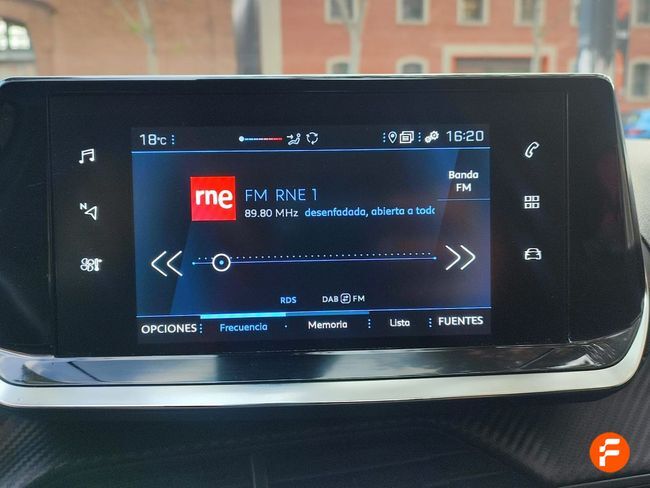 18°C 16:20
N
rne
FM RNE 1
89.80 MHz desenfadada, abierta a todo
Banda
FM
RDS DAB FM
OPCIONES Frecuencia Memoria Lista FUENTES
F